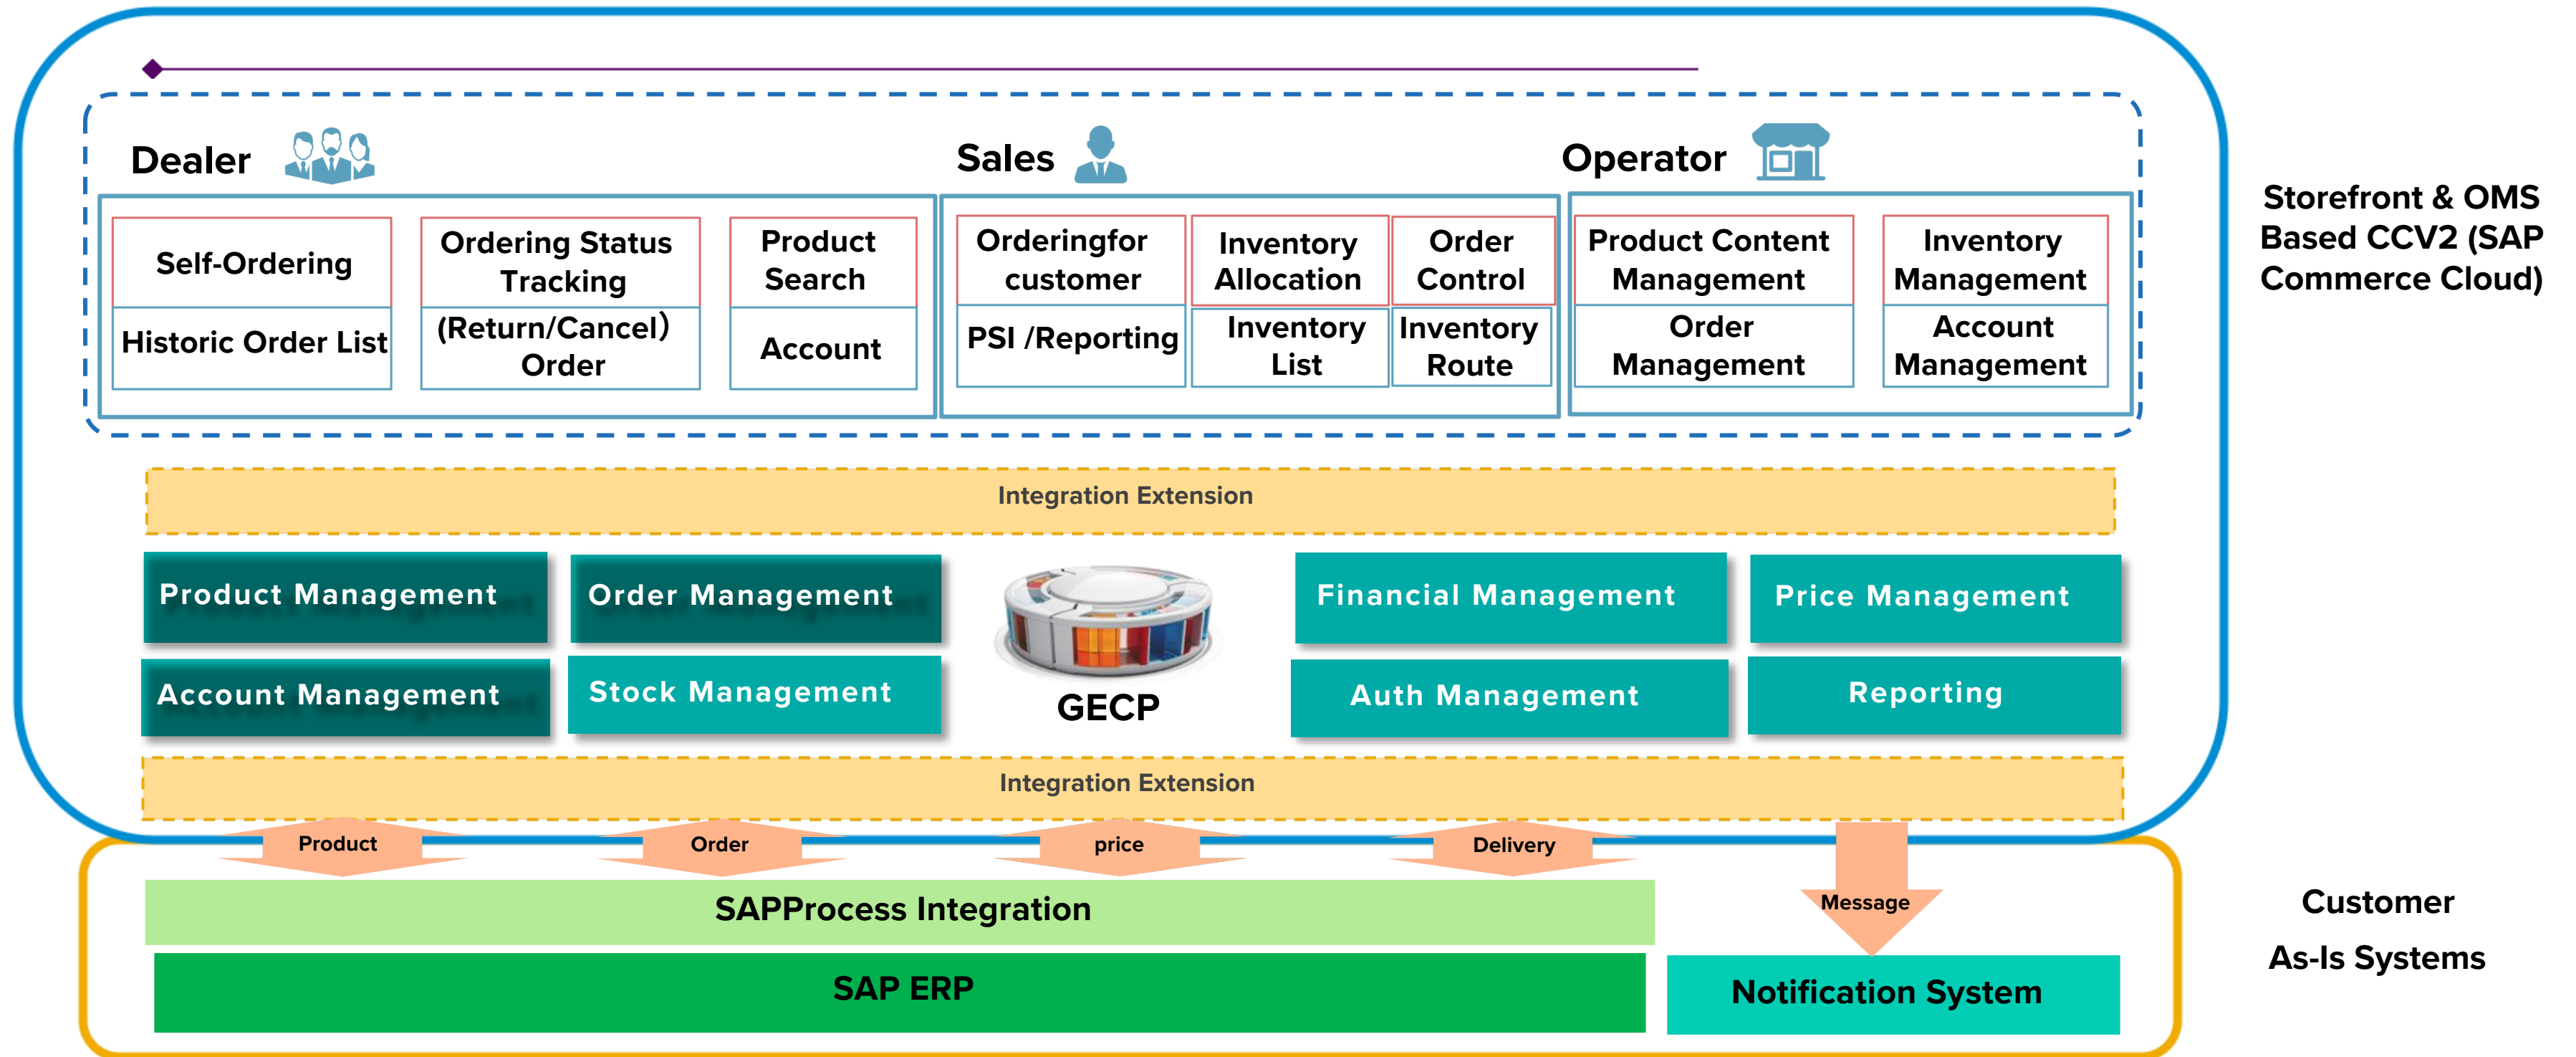 Dealer
Sales
Operator
Self-Ordering
Ordering Status
Tracking
Product
Search
Historic Order List
(Return/Cancel）
Order
Account
Orderingfor
customer
Inventory
Allocation
Order
Control
PSI /Reporting
Inventory
List
Inventory
Route
Product Content
Management
Inventory
Management
Order
Management
Account
Management
Storefront & OMS
Based CCV2 (SAP
Commerce Cloud)
Integration Extension
Product Management
Order Management
Financial Management
Price Management
Account Management
Stock Management
GECP
Auth Management
Reporting
Integration Extension
Product
Order
price
Delivery
Message
SAPProcess Integration
SAP ERP
Notification System
Customer
As-Is Systems